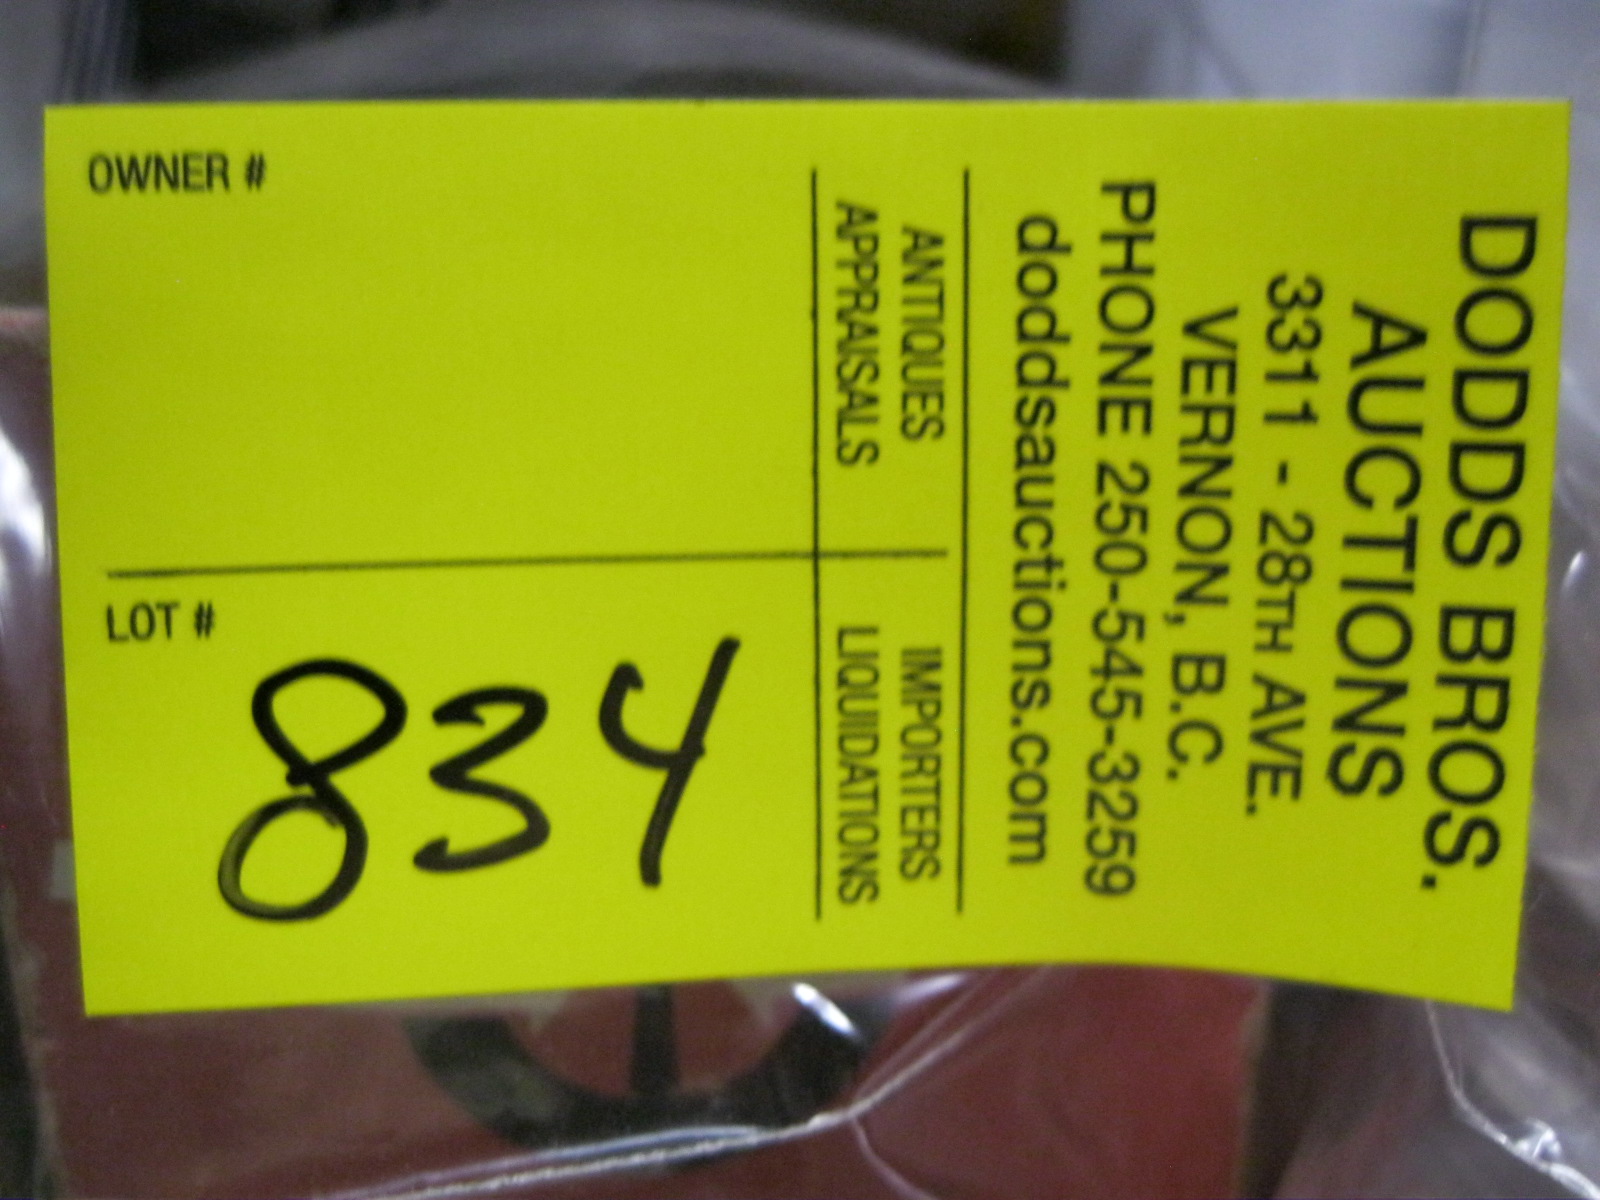 DODDS BROS.
AUCTIONS
3311 - 28TH AVE.
VERNON, B.C.
PHONE 250-545-3259
doddsauctions.com
ANTIQUES IMPORTERS
APPRAISALS LIQUIDATIONS
OWNER #
LOT #
834